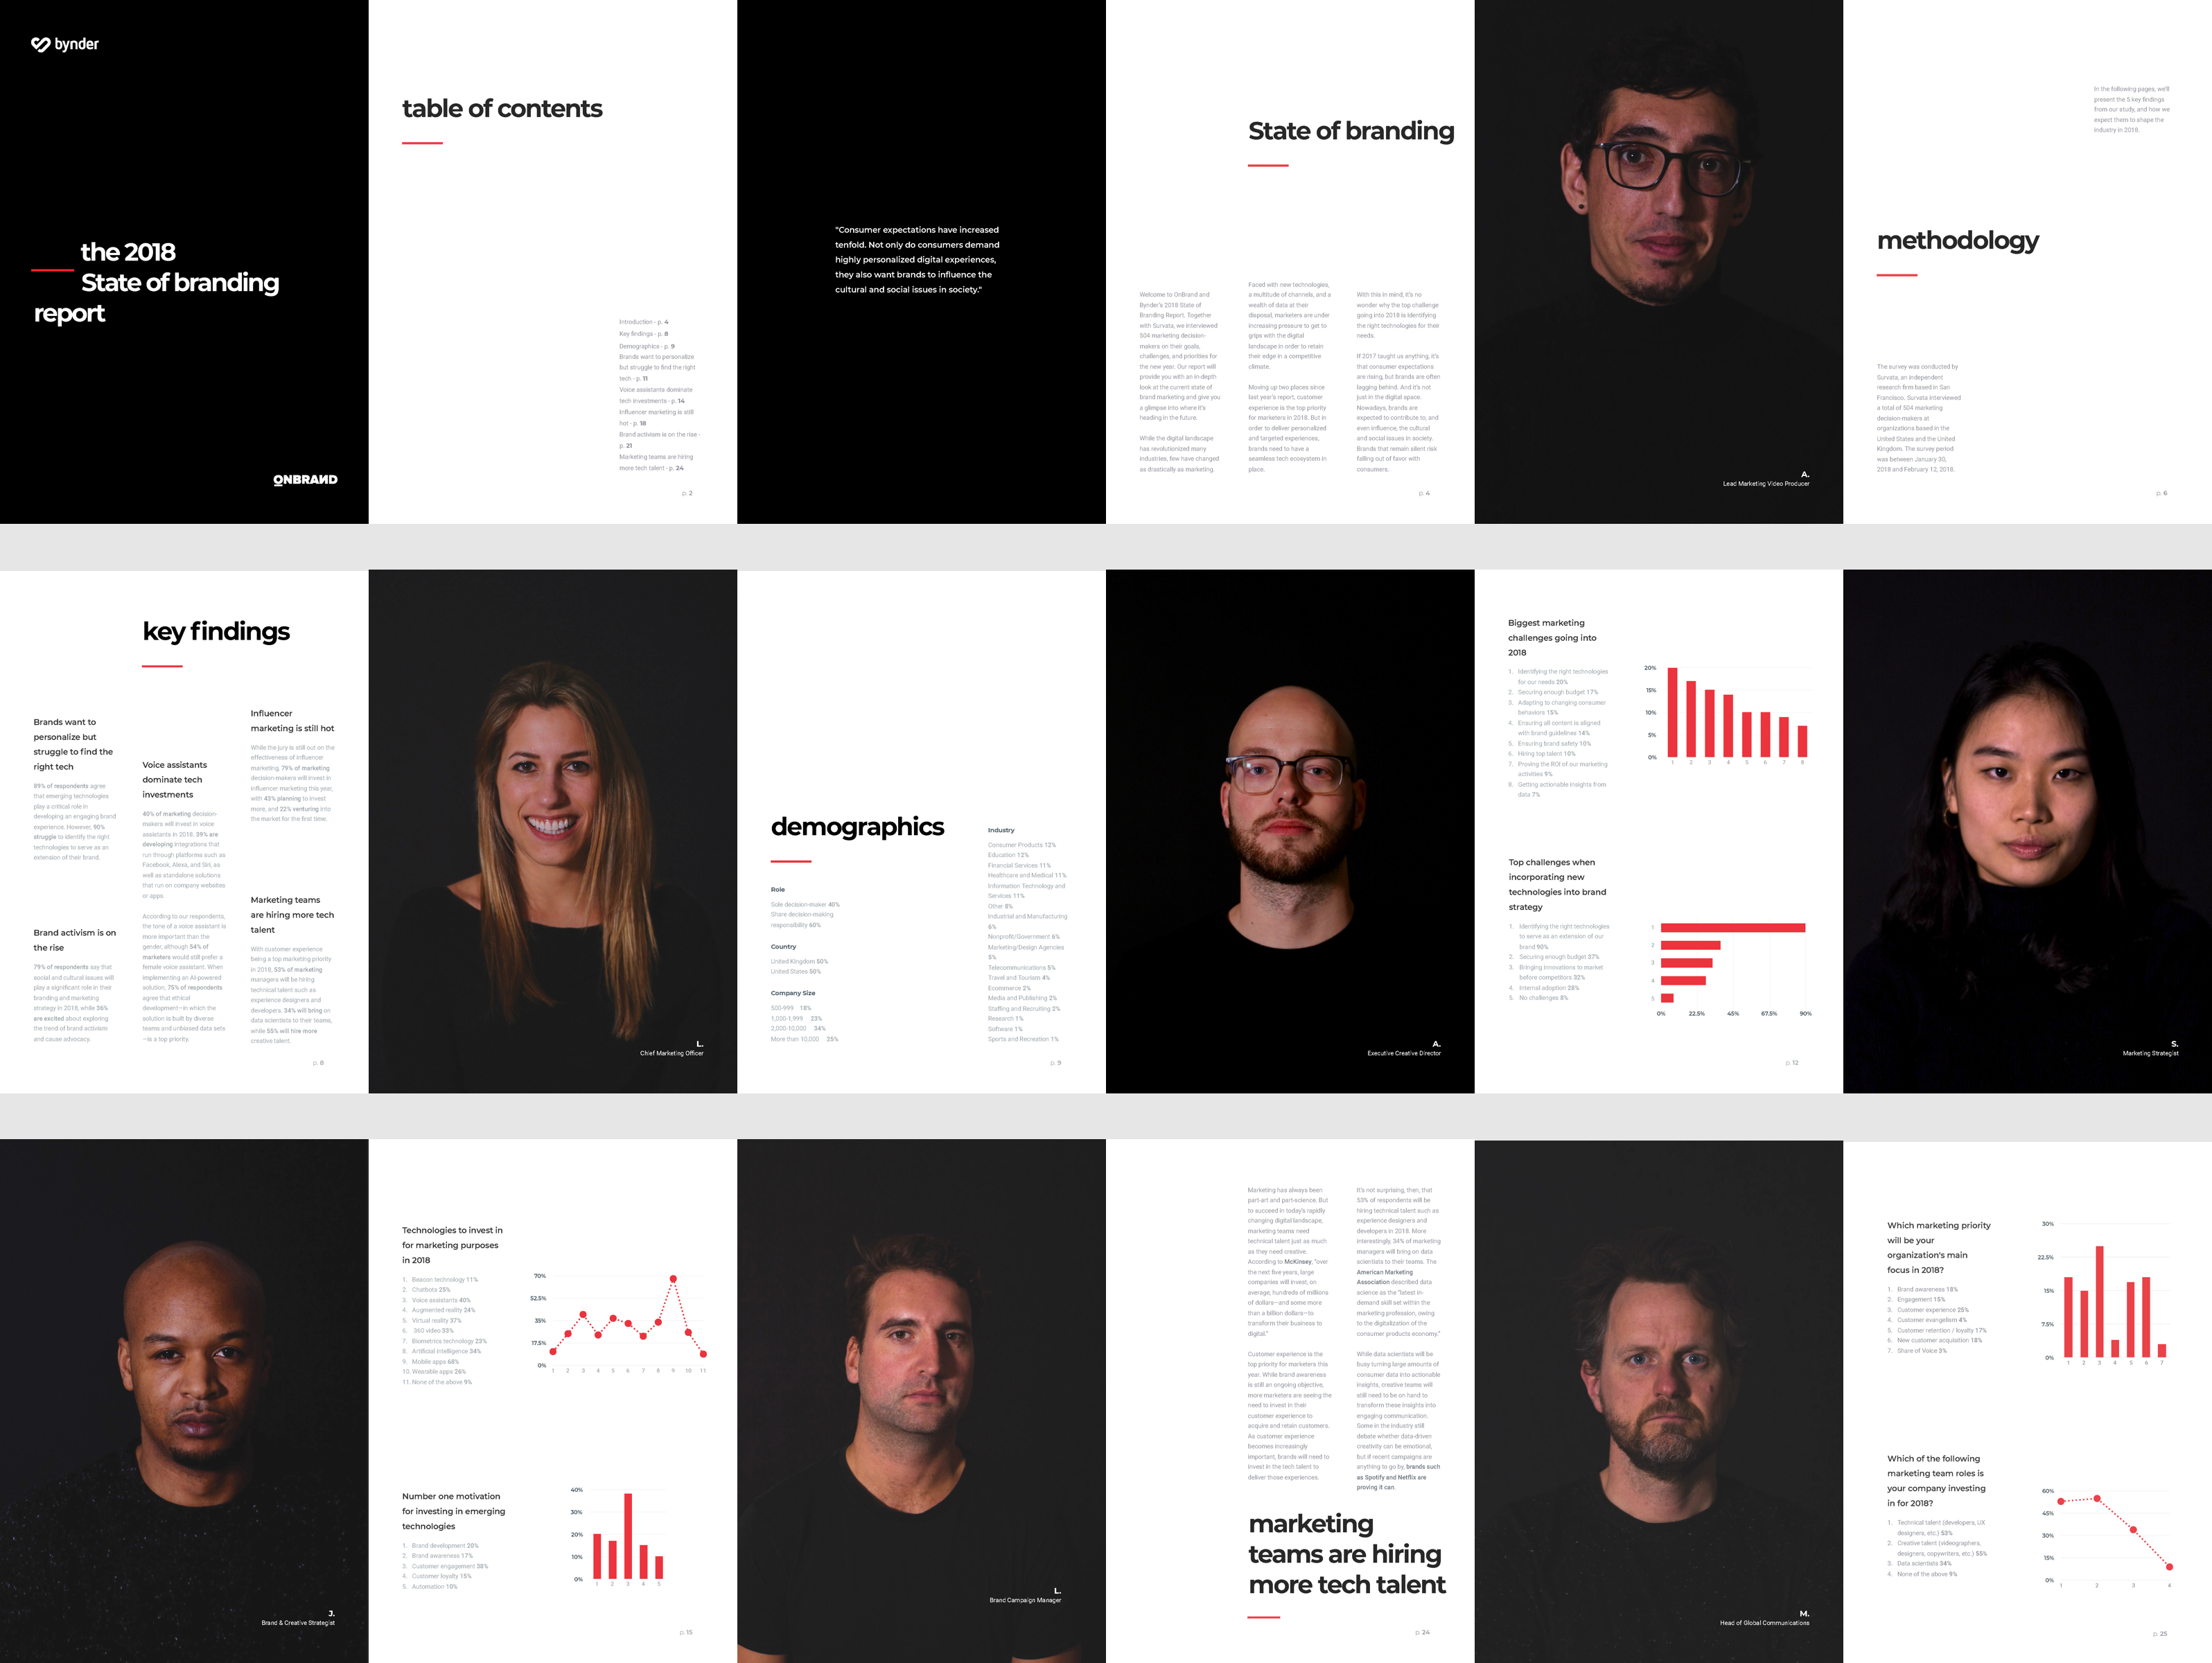 bynder
the 2018
State of branding
report
ONBRAND
table of contents
Introduction - p. 4
Key findings - p. 8
Demographics - p. 9
Brands want to personalize
but struggle to find the right
tech - p. 11
Voice assistants dominate
tech investments - p. 14
Influencer marketing is still
hot - p. 18
Brand activism is on the rise -
p. 21
Marketing teams are hiring
more tech talent - p. 24
p. 2
"Consumer expectations have increased
tenfold. Not only do consumers demand
highly personalized digital experiences,
they also want brands to influence the
cultural and social issues in society."
State of branding
Welcome to OnBrand and
Bynder's 2018 State of
Branding Report. Together
with Survata, we interviewed
504 marketing decision-
makers on their goals,
challenges, and priorities for
the new year. Our report will
provide you with an in-depth
look at the current state of
brand marketing and give you
a glimpse into where it's
heading in the future.
While the digital landscape
has revolutionized many
industries, few have changed
as drastically as marketing.
Faced with new technologies,
a multitude of channels, and a
wealth of data at their
disposal, marketers are under
increasing pressure to get to
grips with the digital
landscape in order to retain
their edge in a competitive
climate.
Moving up two places since
last year's report, customer
experience is the top priority
for marketers in 2018. But in
order to deliver personalized
and targeted experiences,
brands need to have a
seamless tech ecosystem in
place.
With this in mind, it's no
wonder why the top challenge
going into 2018 is identifying
the right technologies for their
needs.
If 2017 taught us anything, it's
that consumer expectations
are rising, but brands are often
lagging behind. And it's not
just in the digital space.
Nowadays, brands are
expected to contribute to, and
even influence, the cultural
and social issues in society.
Brands that remain silent risk
falling out of favor with
consumers.
p. 4
A.
Lead Marketing Video Producer
In the following pages, we'll
present the 5 key findings
from our study, and how we
expect them to shape the
industry in 2018.
methodology
The survey was conducted by
Survata, an independent
research firm based in San
Francisco. Survata interviewed
a total of 504 marketing
decision-makers at
organizations based in the
United States and the United
Kingdom. The survey period
was between January 30,
2018 and February 12, 2018.
p. 6
key findings
Brands want to
personalize but
struggle to find the
right tech
89% of respondents agree
that emerging technologies
play a critical role in
developing an engaging brand
experience. However, 90%
struggle to identify the right
technologies to serve as an
extension of their brand.
Brand activism is on
the rise
79% of respondents say that
social and cultural issues will
play a significant role in their
branding and marketing
strategy in 2018, while 36%
are excited about exploring
the trend of brand activism
and cause advocacy.
Voice assistants
dominate tech
investments
40% of marketing decision-
makers will invest in voice
assistants in 2018. 39% are
developing integrations that
run through platforms such as
Facebook, Alexa, and Siri, as
well as standalone solutions
that run on company websites
or apps.
According to our respondents,
the tone of a voice assistant is
more important than the
gender, although 54% of
marketers would still prefer a
female voice assistant. When
implementing an AI-powered
solution, 75% of respondents
agree that ethical
development—in which the
solution is built by diverse
teams and unbiased data sets
—is a top priority.
Influencer
marketing is still hot
While the jury is still out on the
effectiveness of influencer
marketing, 79% of marketing
decision-makers will invest in
influencer marketing this year,
with 43% planning to invest
more, and 22% venturing into
the market for the first time.
Marketing teams
are hiring more tech
talent
With customer experience
being a top marketing priority
in 2018, 53% of marketing
managers will be hiring
technical talent such as
experience designers and
developers. 34% will bring on
data scientists to their teams,
while 55% will hire more
creative talent.
p. 8
L.
Chief Marketing Officer
demographics
Role
Sole decision-maker 40%
Share decision-making
responsibility 60%
Country
United Kingdom 50%
United States 50%
Company Size
500-999 18%
1,000-1,999 23%
2,000-10,000 34%
More than 10,000 25%
Industry
Consumer Products 12%
Education 12%
Financial Services 11%
Healthcare and Medical 11%
Information Technology and
Services 11%
Other 8%
Industrial and Manufacturing
6%
Nonprofit/Government 6%
Marketing/Design Agencies
5%
Telecommunications 5%
Travel and Tourism 4%
Ecommerce 2%
Media and Publishing 2%
Staffing and Recruiting 2%
Research 1%
Software 1%
Sports and Recreation 1%
p. 9
A.
Executive Creative Director
Biggest marketing
challenges going into
2018
1. Identifying the right technologies
for our needs 20%
2. Securing enough budget 17%
3. Adapting to changing consumer
behaviors 15%
4. Ensuring all content is aligned
with brand guidelines 14%
5. Ensuring brand safety 10%
6. Hiring top talent 10%
7. Proving the ROI of our marketing
activities 9%
8. Getting actionable insights from
data 7%
20%
15%
10%
5%
0%
1 2 3 4 5 6 7 8
Top challenges when
incorporating new
technologies into brand
strategy
1. Identifying the right technologies
to serve as an extension of our
brand 90%
2. Securing enough budget 37%
3. Bringing innovations to market
before competitors 32%
4. Internal adoption 28%
5. No challenges 8%
1
2
3
4
5
0% 22.5% 45% 67.5% 90%
p. 12
S.
Marketing Strategist
J.
Brand & Creative Strategist
Technologies to invest in
for marketing purposes
in 2018
1. Beacon technology 11%
2. Chatbots 25%
3. Voice assistants 40%
4. Augmented reality 24%
5. Virtual reality 37%
6. 360 video 33%
7. Biometrics technology 23%
8. Artificial intelligence 34%
9. Mobile apps 68%
10. Wearable apps 26%
11. None of the above 9%
70%
52.5%
35%
17.5%
0%
1 2 3 4 5 6 7 8 9 10 11
Number one motivation
for investing in emerging
technologies
1. Brand development 20%
2. Brand awareness 17%
3. Customer engagement 38%
4. Customer loyalty 15%
5. Automation 10%
40%
30%
20%
10%
0%
1 2 3 4 5
p. 15
L.
Brand Campaign Manager
Marketing has always been
part-art and part-science. But
to succeed in today's rapidly
changing digital landscape,
marketing teams need
technical talent just as much
as they need creative.
According to McKinsey, "over
the next five years, large
companies will invest, on
average, hundreds of millions
of dollars—and some more
than a billion dollars—to
transform their business to
digital."
Customer experience is the
top priority for marketers this
year. While brand awareness
is still an ongoing objective,
more marketers are seeing the
need to invest in their
customer experience to
acquire and retain customers.
As customer experience
becomes increasingly
important, brands will need to
invest in the tech talent to
deliver those experiences.
It's not surprising, then, that
53% of respondents will be
hiring technical talent such as
experience designers and
developers in 2018. More
interestingly, 34% of marketing
managers will bring on data
scientists to their teams. The
American Marketing
Association described data
science as the "latest in-
demand skill set within the
marketing profession, owing
to the digitalization of the
consumer products economy."
While data scientists will be
busy turning large amounts of
consumer data into actionable
insights, creative teams will
still need to be on hand to
transform these insights into
engaging communication.
Some in the industry still
debate whether data-driven
creativity can be emotional,
but if recent campaigns are
anything to go by, brands such
as Spotify and Netflix are
proving it can.
marketing
teams are hiring
more tech talent
p. 24
M.
Head of Global Communications
Which marketing priority
will be your
organization's main
focus in 2018?
1. Brand awareness 18%
2. Engagement 15%
3. Customer experience 25%
4. Customer evangelism 4%
5. Customer retention / loyalty 17%
6. New customer acquisition 18%
7. Share of Voice 3%
30%
22.5%
15%
7.5%
0%
1 2 3 4 5 6 7
Which of the following
marketing team roles is
your company investing
in for 2018?
1. Technical talent (developers, UX
designers, etc.) 53%
2. Creative talent (videographers,
designers, copywriters, etc.) 55%
3. Data scientists 34%
4. None of the above 9%
60%
45%
30%
15%
0%
1 2 3 4
p. 25